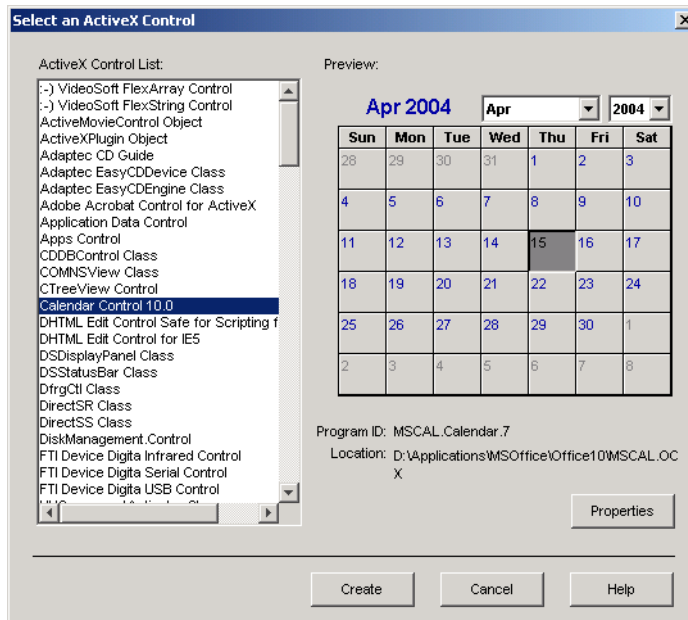 Select an ActiveX Control
ActiveX Control List:
:-) VideoSoft FlexArray Control
:-) VideoSoft FlexString Control
ActiveMovieControl Object
ActiveXPlugin Object
Adaptec CD Guide
Adaptec EasyCDDevice Class
Adaptec EasyCDEngine Class
Adobe Acrobat Control for ActiveX
Application Data Control
Apps Control
CDDBControl Class
COMNSView Class
CTreeView Control
Calendar Control 10.0
DHTML Edit Control Safe for Scripting f
DHTML Edit Control for IE5
DSDisplayPanel Class
DSStatusBar Class
DfrgCtl Class
DirectSR Class
DirectSS Class
DiskManagement.Control
FTI Device Digita Infrared Control
FTI Device Digita Serial Control
FTI Device Digita USB Control
Preview:
Apr 2004 Apr 2004
Sun Mon Tue Wed Thu Fri Sat
28 29 30 31 1 2 3
4 5 6 7 8 9 10
11 12 13 14 15 16 17
18 19 20 21 22 23 24
25 26 27 28 29 30 1
2 3 4 5 6 7 8
Program ID: MSCAL.Calendar.7
Location: D:\Applications\MSOffice\Office10\MSCAL.OC
X
Properties
Create Cancel Help